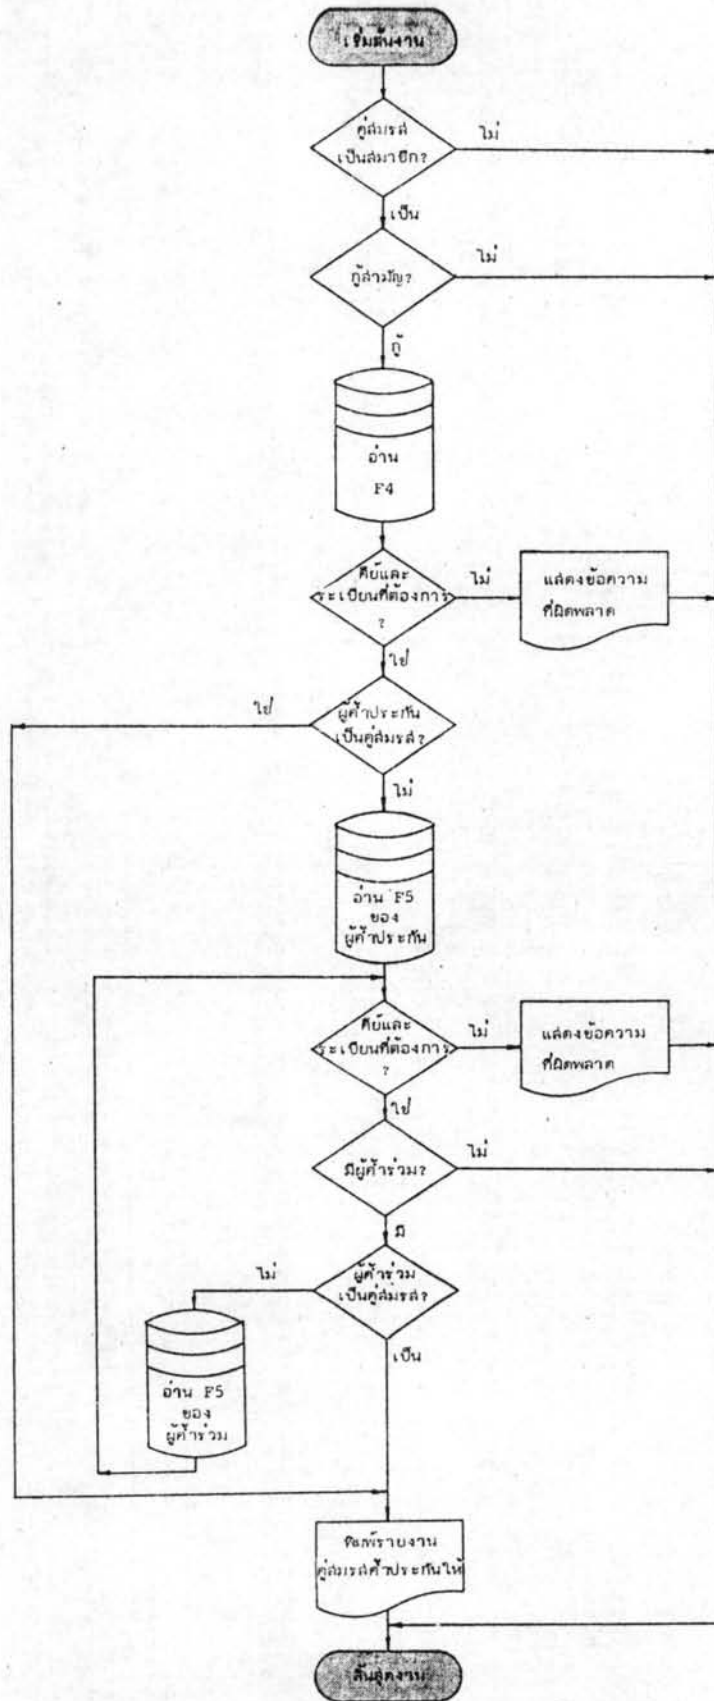 เริ่มต้นงาน
คู่สมรส
เป็นสมาชิก?
ไม่
เป็น
กู้สามัญ?
ไม่
กู้
อ่าน
F4
คีย์และ
ระเบียนที่ต้องการ
?
ไม่
แสดงข้อความ
ที่ผิดพลาด
ใช่
ผู้ค้ำประกัน
เป็นคู่สมรส?
ใช่
ไม่
อ่าน F5
ของ
ผู้ค้ำประกัน
คีย์และ
ระเบียนที่ต้องการ
?
ไม่
แสดงข้อความ
ที่ผิดพลาด
ใช่
มีผู้ค้ำร่วม?
ไม่
มี
ผู้ค้ำร่วม
เป็นคู่สมรส?
ไม่
เป็น
อ่าน F5
ของ
ผู้ค้ำร่วม
พิมพ์รายงาน
คู่สมรสค้ำประกันให้
สิ้นสุดงาน